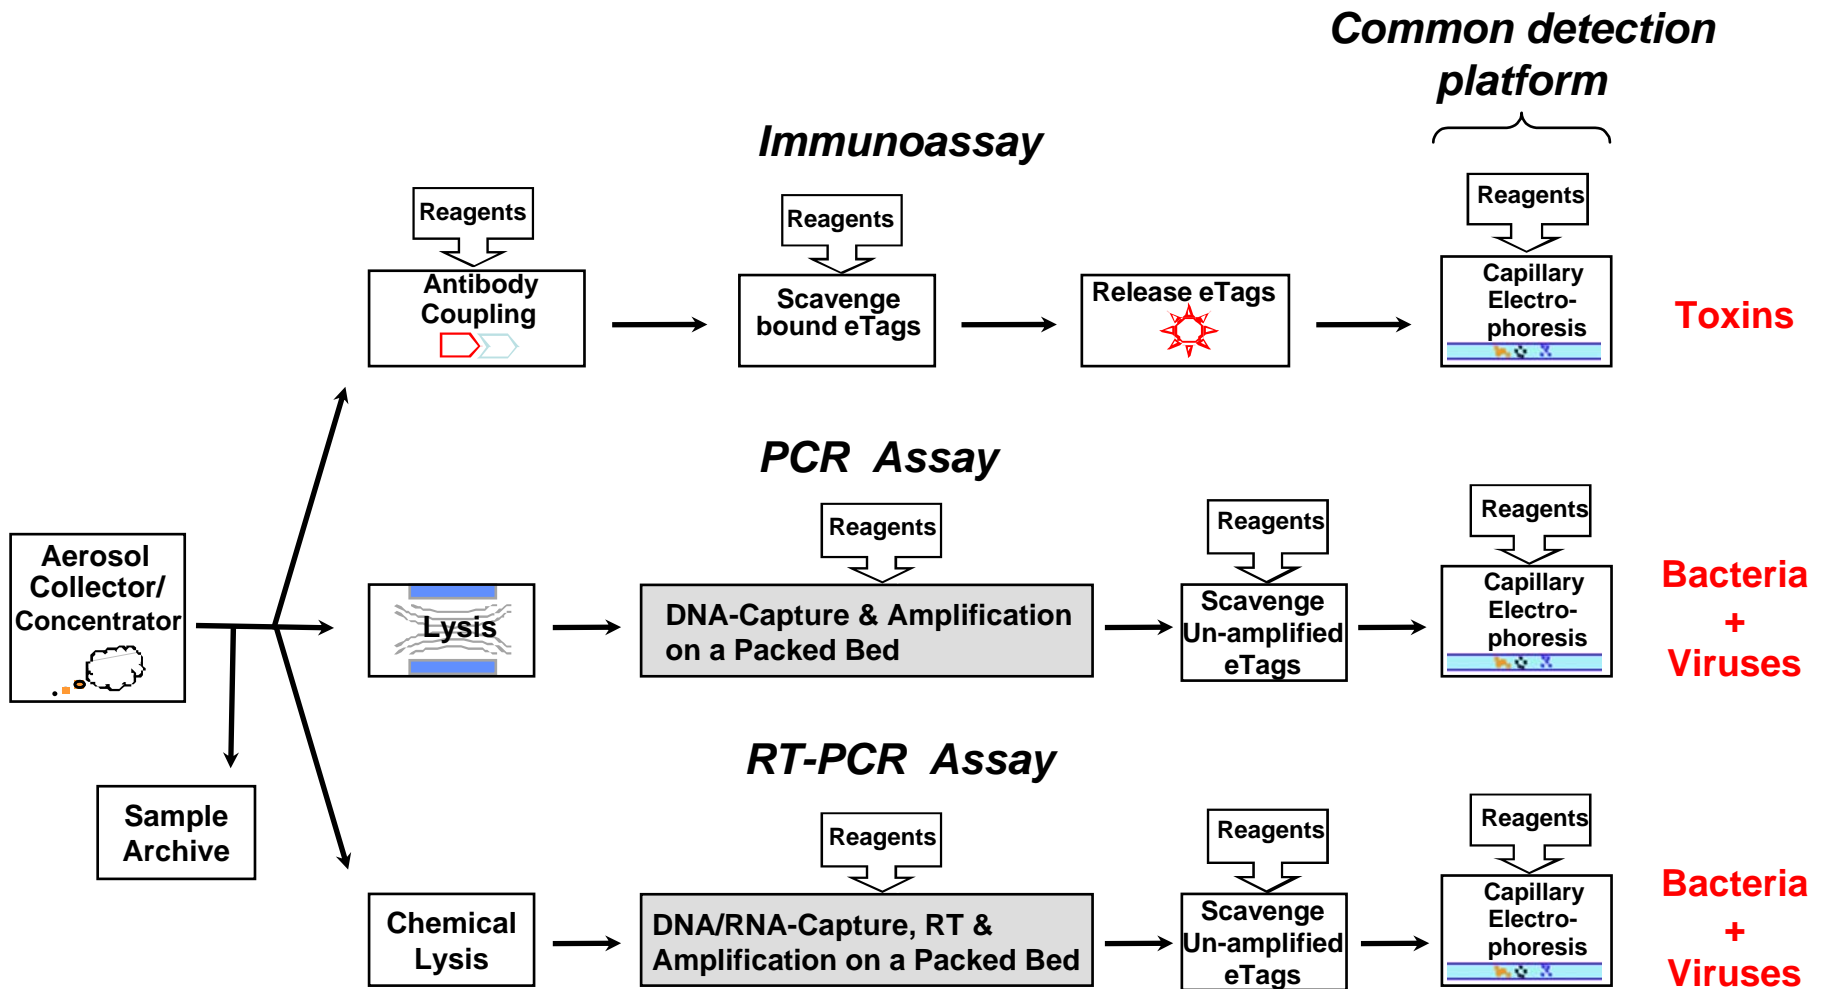 Common detection
platform
Immunoassay
Reagents
Reagents
Reagents
Antibody
Coupling
Scavenge
bound eTags
Release eTags
Capillary
Electro-
phoresis
Toxins
PCR Assay
Reagents
Reagents
Reagents
Aerosol
Collector/
Concentrator
Lysis
DNA-Capture & Amplification
on a Packed Bed
Scavenge
Un-amplified
eTags
Capillary
Electro-
phoresis
Bacteria
+
Viruses
Sample
Archive
RT-PCR Assay
Reagents
Reagents
Reagents
Chemical
Lysis
DNA/RNA-Capture, RT &
Amplification on a Packed Bed
Scavenge
Un-amplified
eTags
Capillary
Electro-
phoresis
Bacteria
+
Viruses